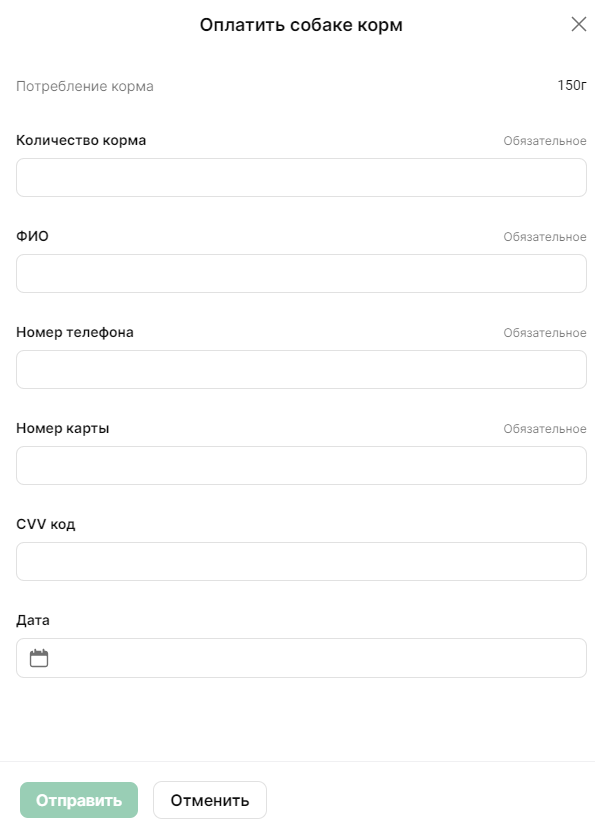 Оплатить собаке корм
Потребление корма 150г
Количество корма Обязательное
ФИО Обязательное
Номер телефона Обязательное
Номер карты Обязательное
CVV код
Дата
Отправить Отменить